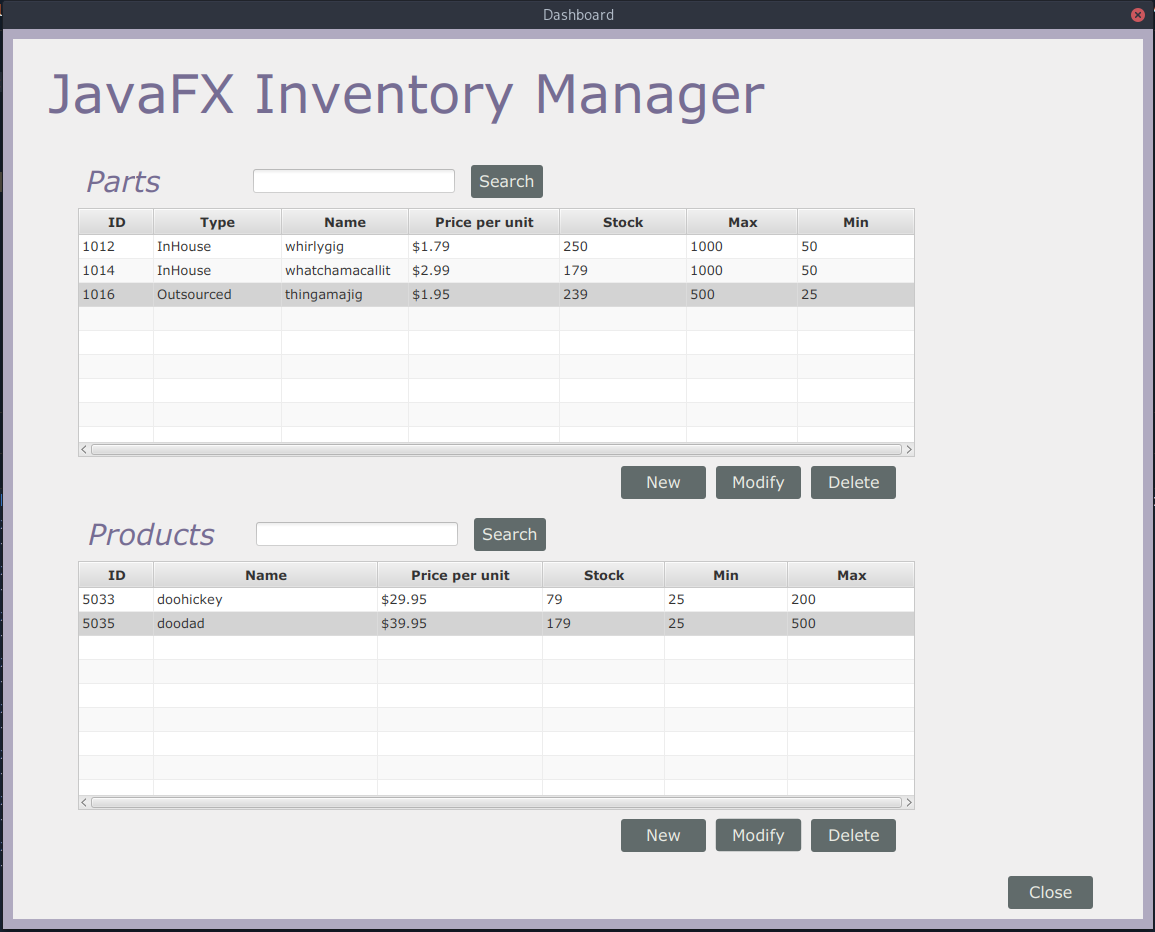 Dashboard
JavaFX Inventory Manager
Parts Search
ID Type Name Price per unit Stock Max Min
1012 InHouse whirlygig $1.79 250 1000 50
1014 InHouse whatchamacallit $2.99 179 1000 50
1016 Outsourced thingamajig $1.95 239 500 25
New Modify Delete
Products Search
ID Name Price per unit Stock Min Max
5033 doohickey $29.95 79 25 200
5035 doodad $39.95 179 25 500
New Modify Delete
Close